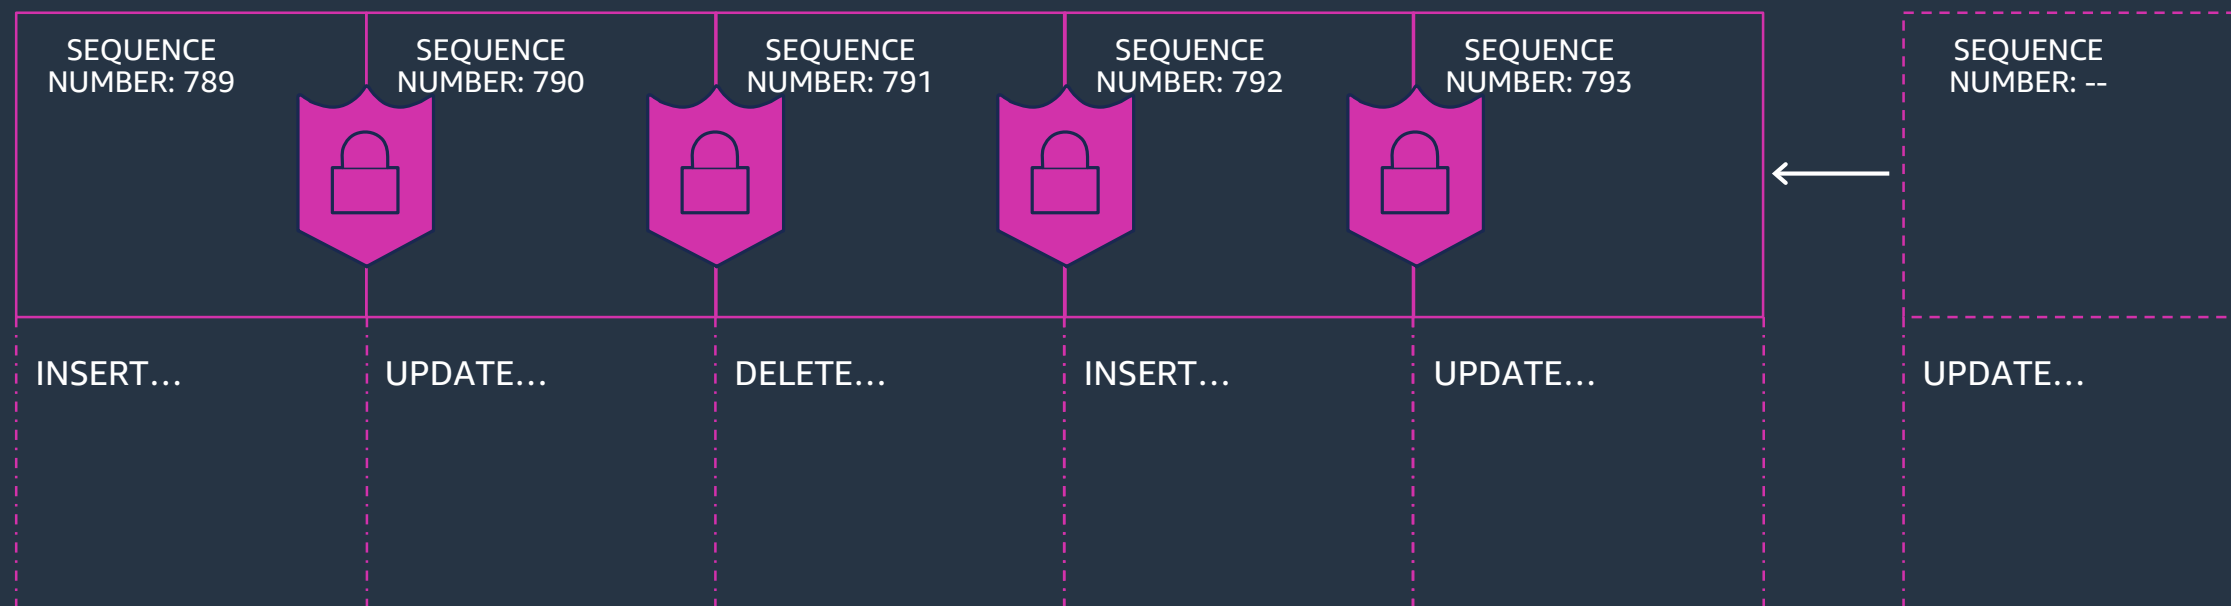 SEQUENCE
NUMBER: 789
SEQUENCE
NUMBER: 790
SEQUENCE
NUMBER: 791
SEQUENCE
NUMBER: 792
SEQUENCE
NUMBER: 793
SEQUENCE
NUMBER: --
INSERT…
UPDATE…
DELETE…
INSERT…
UPDATE…
UPDATE…